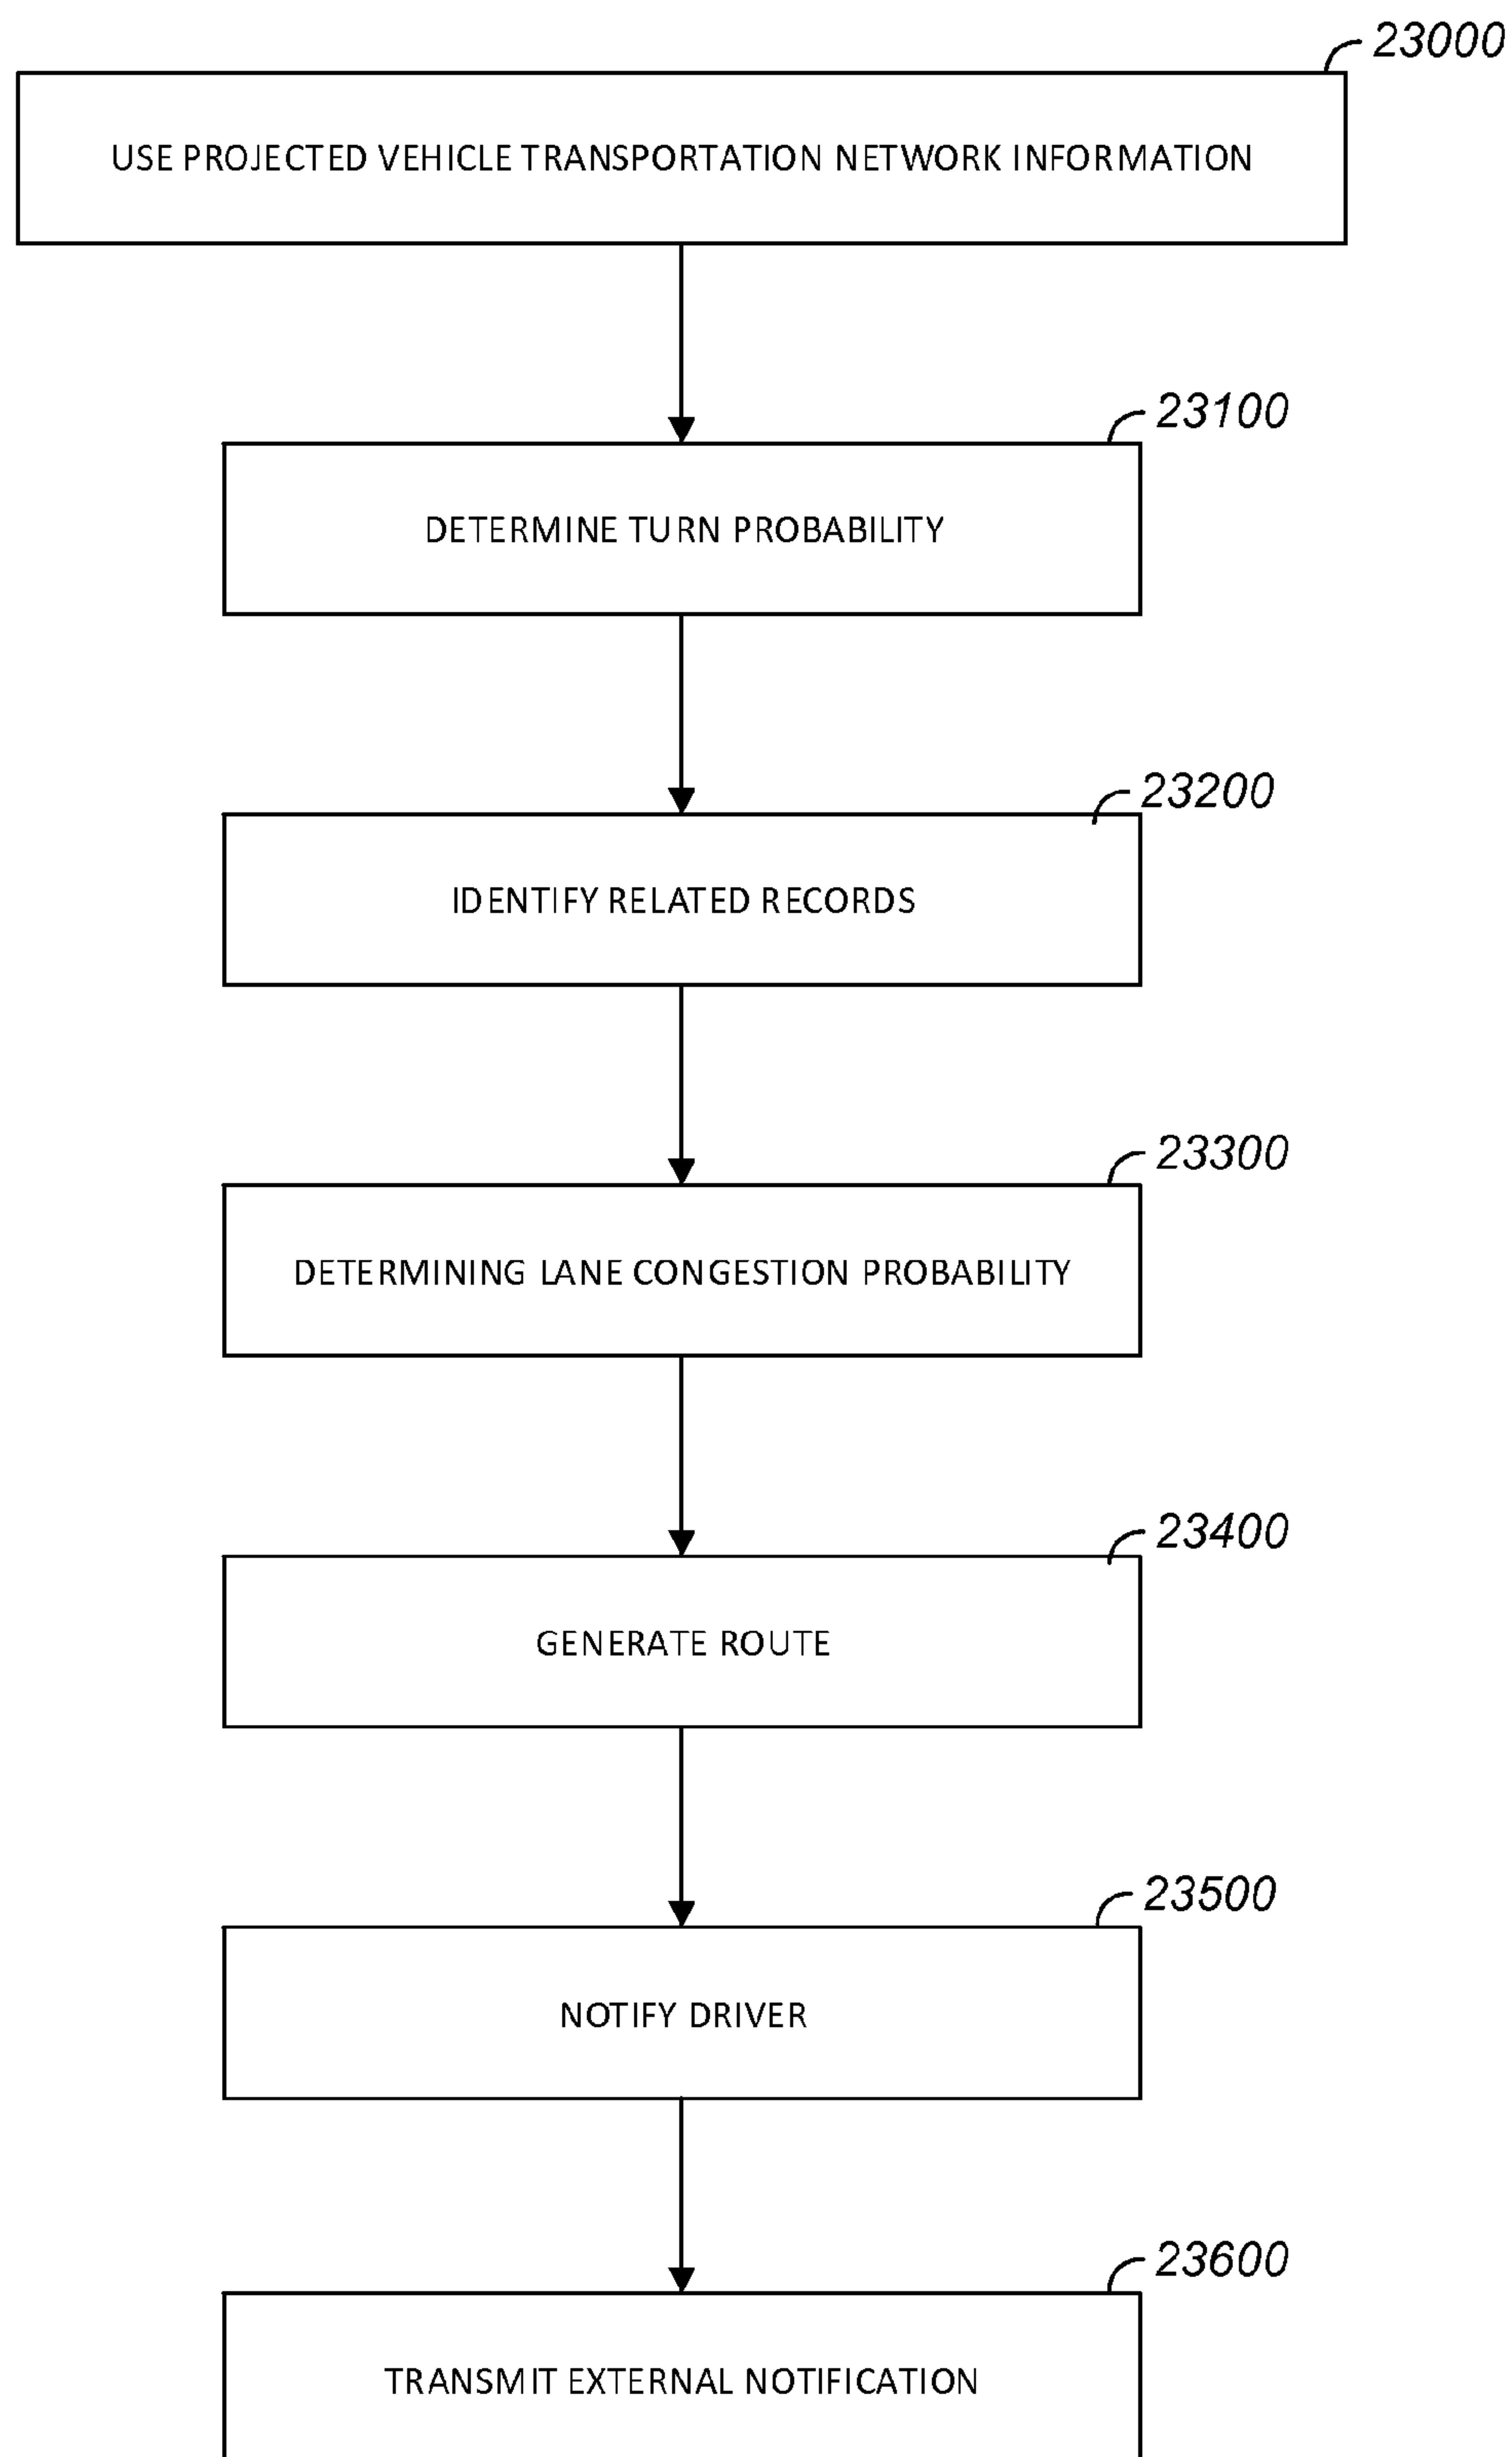 23000
USE PROJECTED VEHICLE TRANSPORTATION NETWORK INFORMATION
23100
DETERMINE TURN PROBABILITY
23200
IDENTIFY RELATED RECORDS
23300
DETERMINING LANE CONGESTION PROBABILITY
23400
GENERATE ROUTE
23500
NOTIFY DRIVER
23600
TRANSMIT EXTERNAL NOTIFICATION